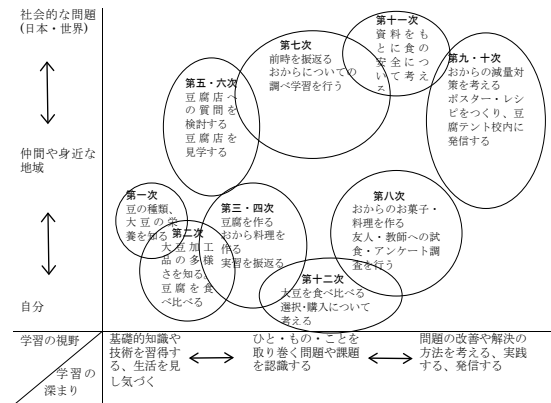 社会的な問題
(日本・世界)
仲間や身近な
地域
自分
第十一次
資料をも
とに食の
安全につ
いて考え
る
第七次
前時を振返る
おからについての
調べ学習を行う
第九・十次
おからの減量対
策を考える
ポスター・レシ
ピをつくり、豆
腐テント校内に
発信する
第五・六次
豆腐店へ
の質問を
検討する
豆腐店を
見学する
第一次
豆の種類、
大豆の栄
養を知る
第二次
大豆加工
品の多様
さを知る。
豆腐を食
べ比べる
第三・四次
豆腐を作る
おから料理を
作る
実習を振返る
第八次
おからのお菓子・
料理を作る
友人・教師への試
食・アンケート調
査を行う
第十二次
大豆を食べ比べる
選択・購入について
考える
学習の視野
学習の
深まり
基礎的知識や
技術を習得す
る、生活を見
し気づく
ひと・もの・ことを
取り巻く問題や課題
を認識する
問題の改善や解決の
方法を考える、実践
する、発信する